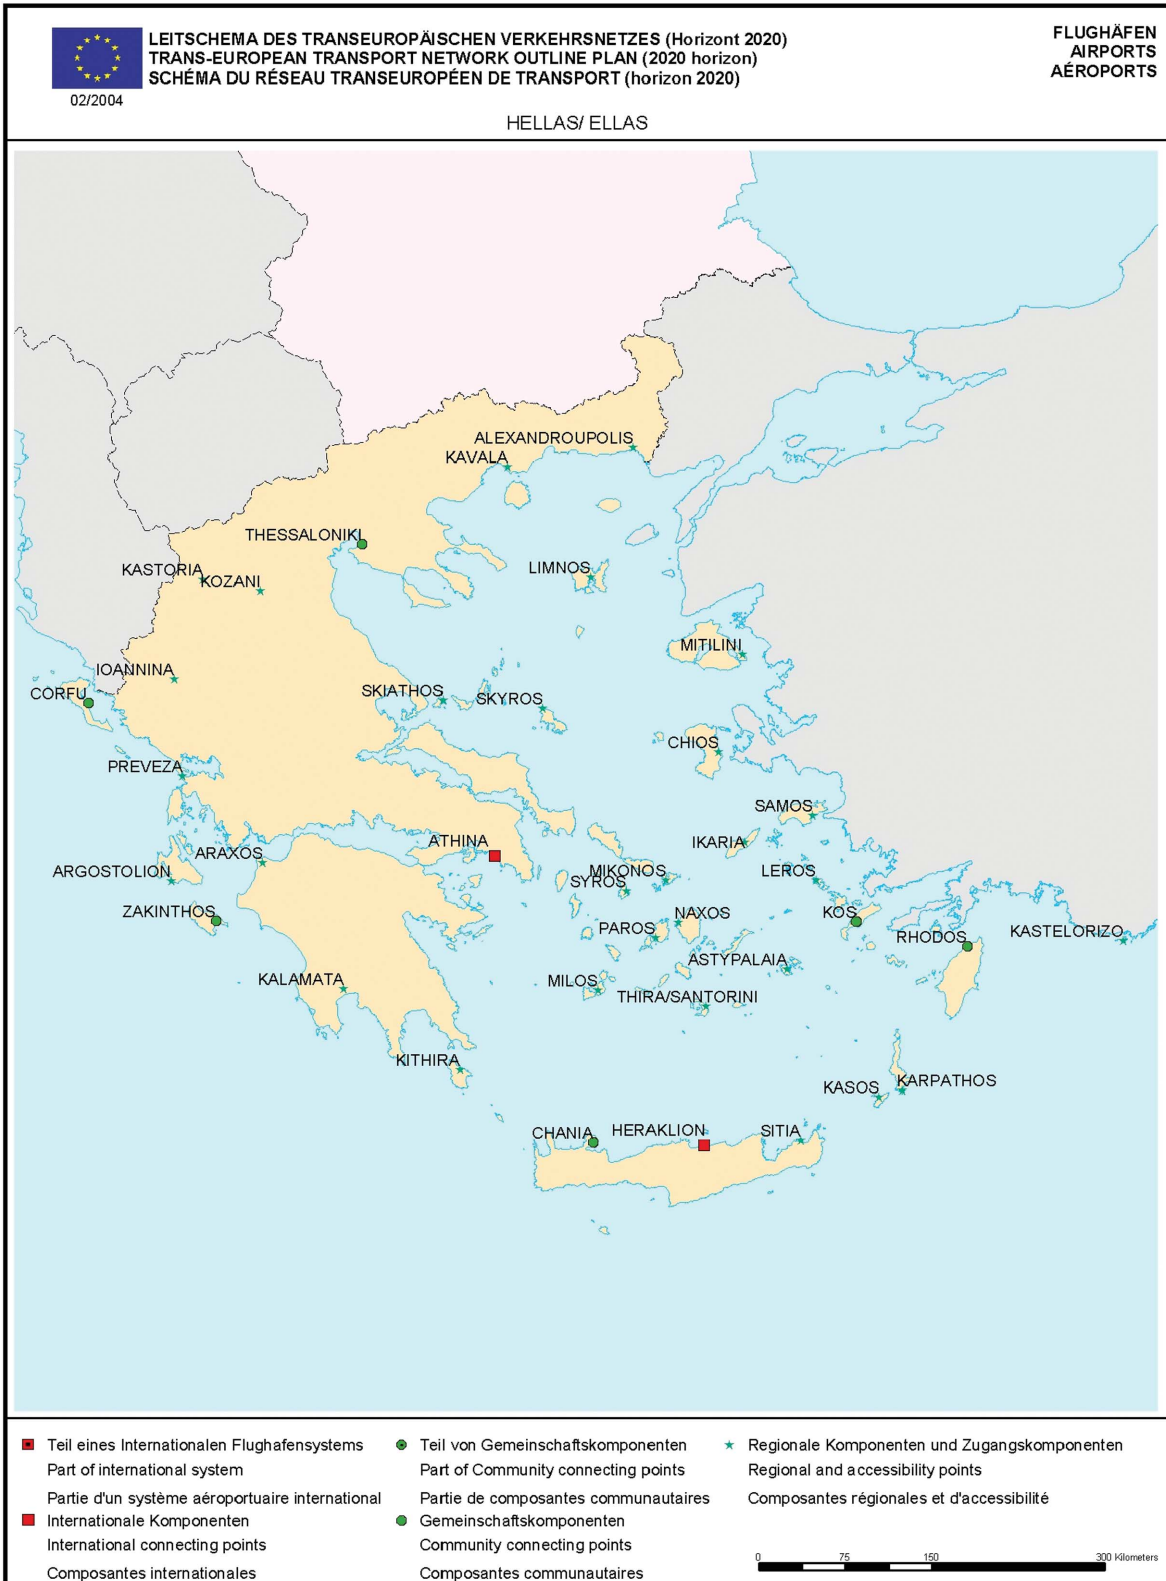 LEITSCHEMA DES TRANSEUROPÄISCHEN VERKEHRSNETZES (Horizont 2020)
TRANS-EUROPEAN TRANSPORT NETWORK OUTLINE PLAN (2020 horizon)
SCHÉMA DU RÉSEAU TRANSEUROPÉEN DE TRANSPORT (horizon 2020)
02/2004
FLUGHÄFEN
AIRPORTS
AÉROPORTS
HELLAS/ ELLAS
ALEXANDROUPOLIS
KAVALA
THESSALONIKI
KASTORIA
KOZANI
LIMNOS
MITILINI
IOANNINA
CORFU
SKIATHOS
SKYROS
CHIOS
PREVEZA
SAMOS
ATHINA
IKARIA
ARAXOS
ARGOSTOLION
MIKONOS
SYROS
LEROS
ZAKINTHOS
NAXOS
PAROS
KOS
RHODOS
KASTELORIZO
ASTYPALAIA
KALAMATA
MILOS
THIRA/SANTORINI
KITHIRA
KASOS
KARPATHOS
CHANIA
HERAKLION
SITIA
Teil eines Internationalen Flughafensystems
Part of international system
Partie d'un système aéroportuaire international
Internationale Komponenten
International connecting points
Composantes internationales
Teil von Gemeinschaftskomponenten
Part of Community connecting points
Partie de composantes communautaires
Gemeinschaftskomponenten
Community connecting points
Composantes communautaires
Regionale Komponenten und Zugangskomponenten
Regional and accessibility points
Composantes régionales et d'accessibilité
0 75 150 300 Kilometers